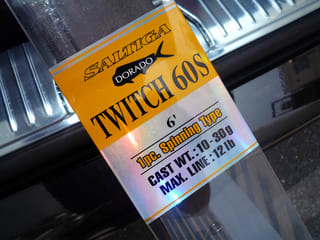 SALTIGA
DORADO
TWITCH 60S
6'
1pc. Spinning Type
CAST WT.: 10-30g
MAX. LINE: 12lb